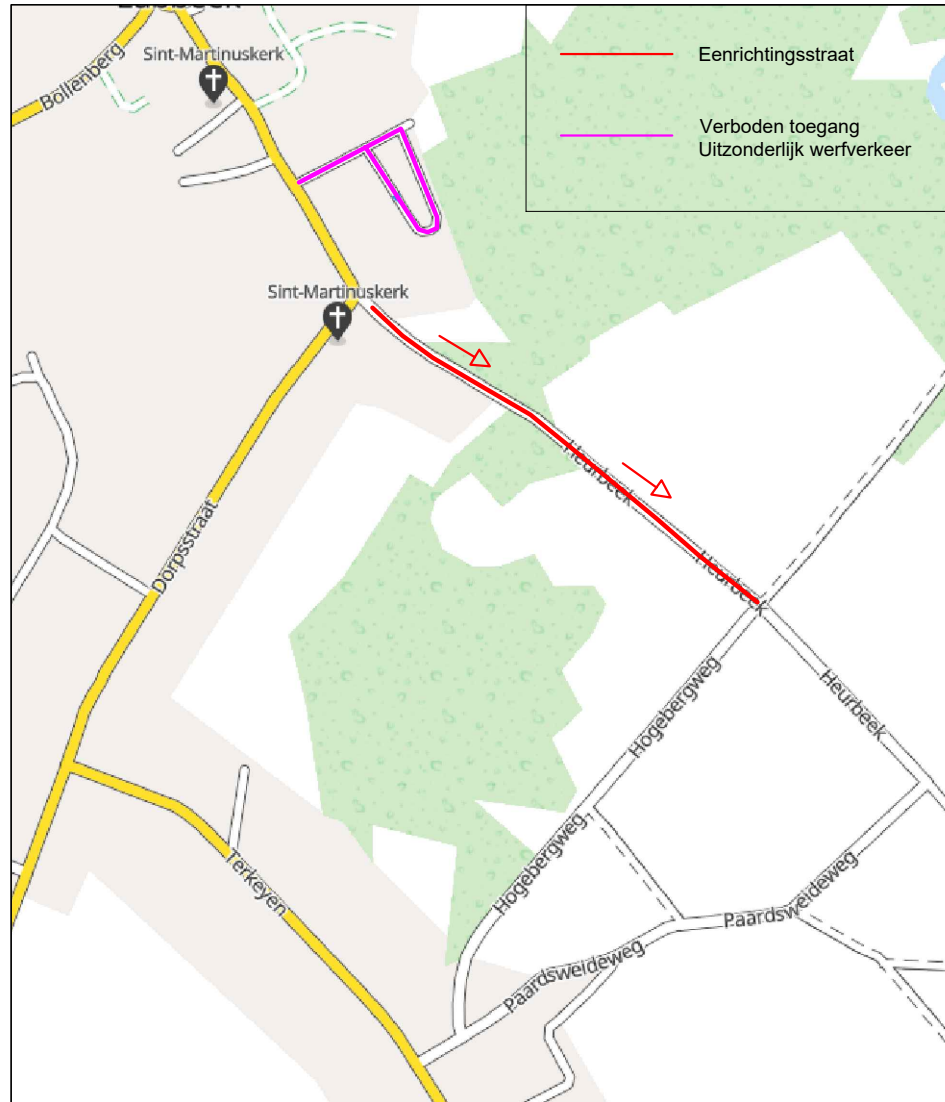 Sint-Martinuskerk
Bollenberg
Eenrichtingsstraat
Verboden toegang
Uitzonderlijk werfverkeer
Sint-Martinuskerk
Heurbeek
Dorpsstraat
Heurbeek
Hogebergweg
Heurbeek
Hogebergweg
Terkeyen
Paardsweideweg
Paardsweideweg